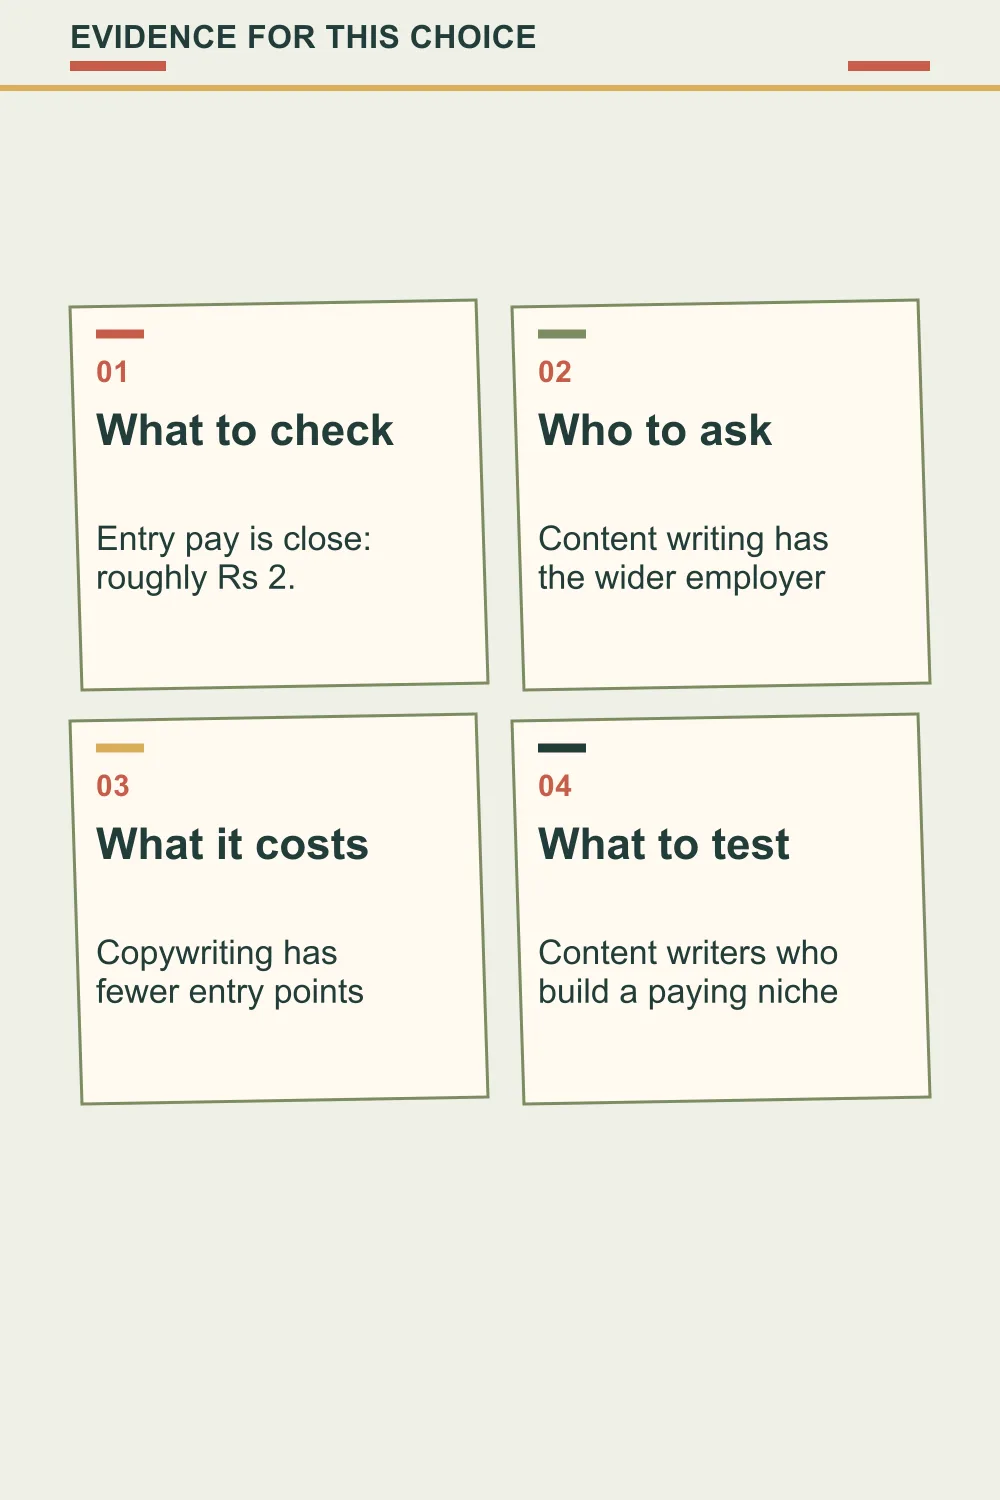 EVIDENCE FOR THIS CHOICE
01
What to check
Entry pay is close:
roughly Rs 2.
02
Who to ask
Content writing has
the wider employer
03
What it costs
Copywriting has
fewer entry points
04
What to test
Content writers who
build a paying niche